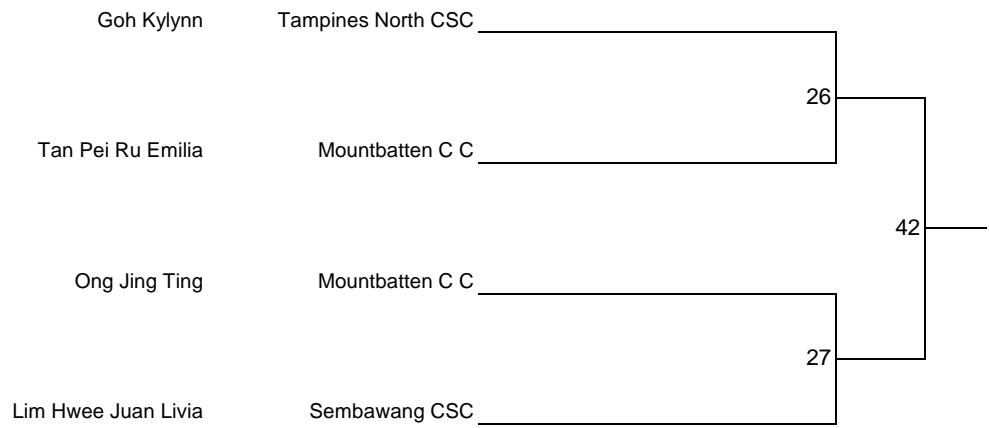 Goh Kylynn Tampines North CSC
26
Tan Pei Ru Emilia Mountbatten C C
42
Ong Jing Ting Mountbatten C C
27
Lim Hwee Juan Livia Sembawang CSC